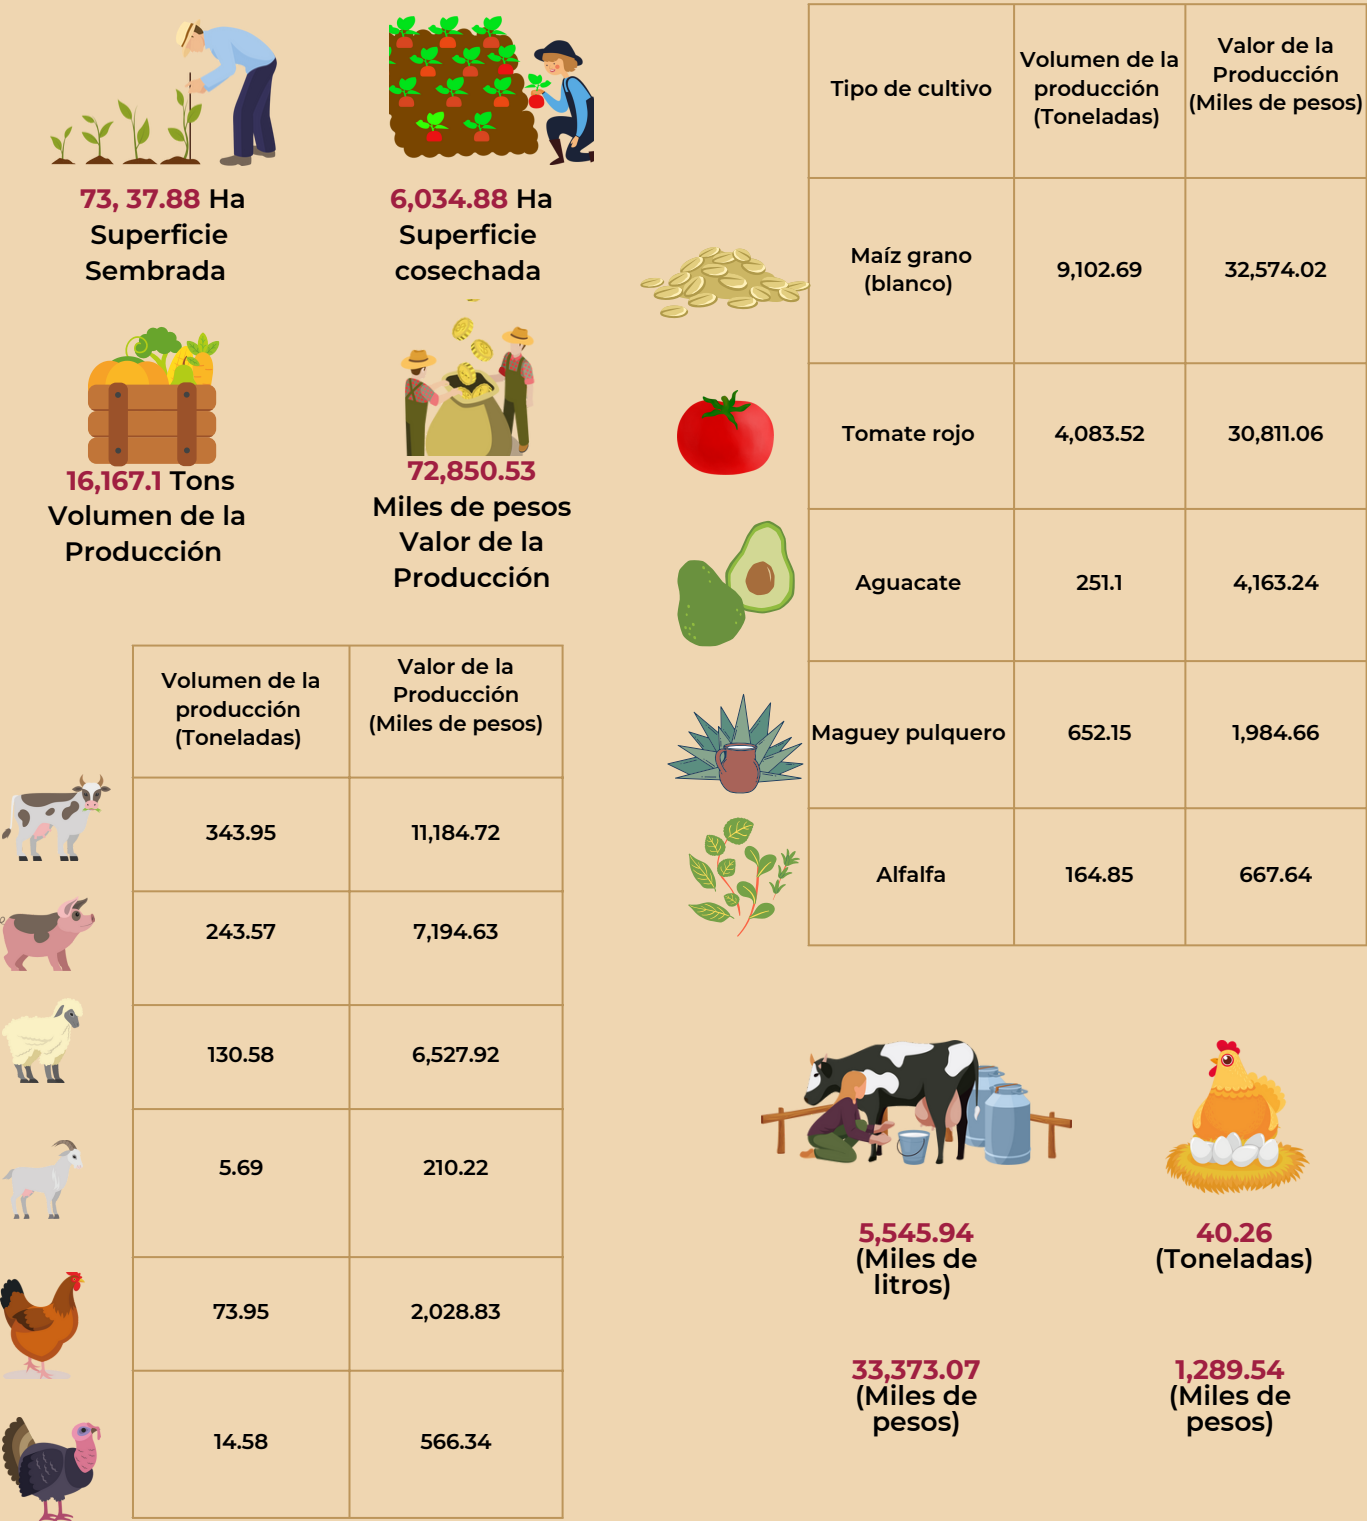 73, 37.88 Ha
Superficie
Sembrada
6,034.88 Ha
Superficie
cosechada
16,167.1 Tons
Volumen de la
Producción
72,850.53
Miles de pesos
Valor de la
Producción
Tipo de cultivo
Volumen de la
producción
(Toneladas)
Valor de la
Producción
(Miles de pesos)
Maíz grano
(blanco)
9,102.69
32,574.02
Tomate rojo
4,083.52
30,811.06
Aguacate
251.1
4,163.24
Maguey pulquero
652.15
1,984.66
Alfalfa
164.85
667.64
Volumen de la
producción
(Toneladas)
Valor de la
Producción
(Miles de pesos)
343.95
11,184.72
243.57
7,194.63
130.58
6,527.92
5.69
210.22
73.95
2,028.83
14.58
566.34
5,545.94
(Miles de
litros)
33,373.07
(Miles de
pesos)
40.26
(Toneladas)
1,289.54
(Miles de
pesos)